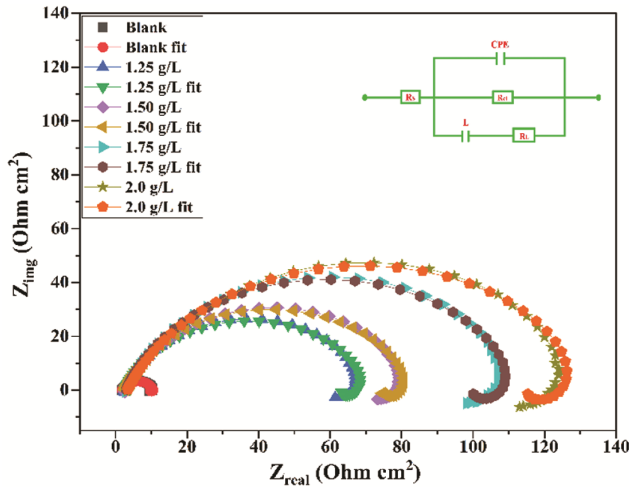 140
120
100
80
60
40
20
0
0 20 40 60 80 100 120 140
Z_img (Ohm cm2)
Z_real (Ohm cm2)
Blank
Blank fit
1.25 g/L
1.25 g/L fit
1.50 g/L
1.50 g/L fit
1.75 g/L
1.75 g/L fit
2.0 g/L
2.0 g/L fit
CPE
Rs
Rct
L
RL